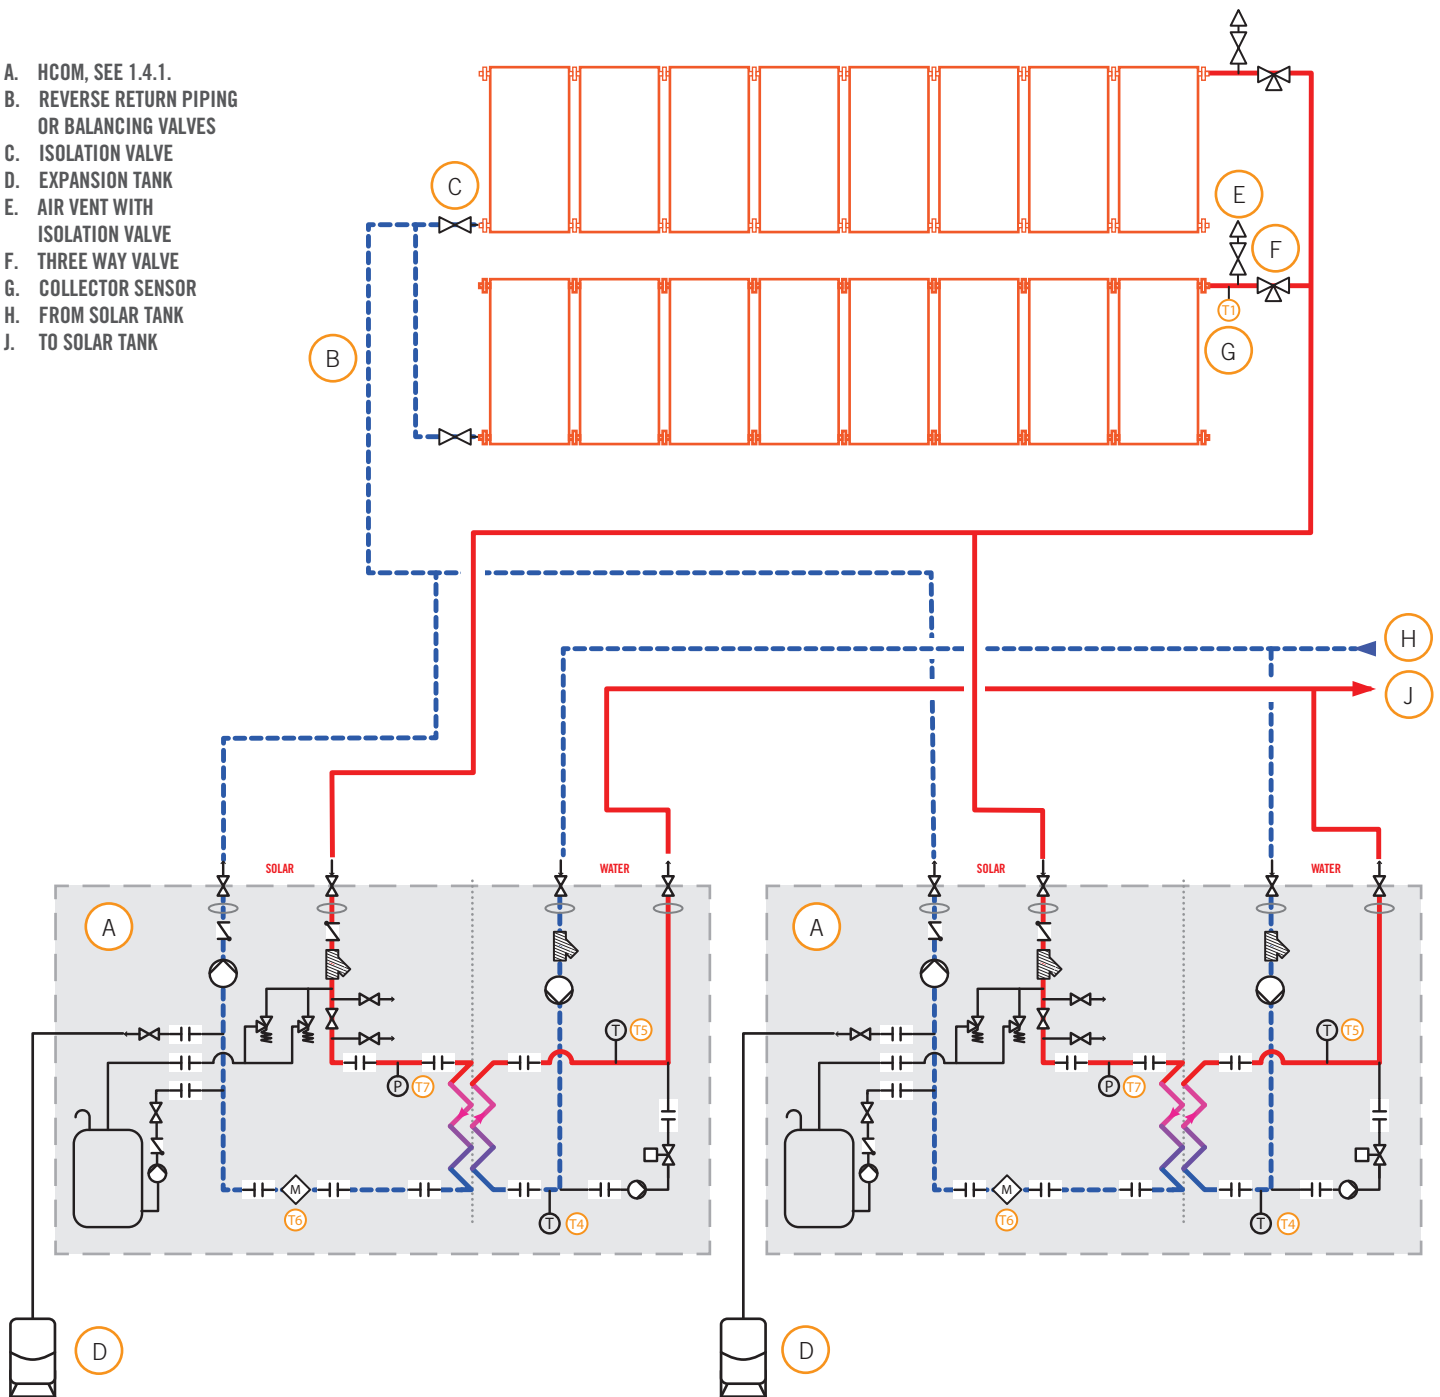 A. HCOM, SEE 1.4.1.
B. REVERSE RETURN PIPING
OR BALANCING VALVES
C. ISOLATION VALVE
D. EXPANSION TANK
E. AIR VENT WITH
ISOLATION VALVE
F. THREE WAY VALVE
G. COLLECTOR SENSOR
H. FROM SOLAR TANK
J. TO SOLAR TANK
C
E
F
T1
B
G
H
J
SOLAR WATER SOLAR WATER
A A
T T5 T T5
P T7 P T7
M M
T6 T T4 T6 T T4
D D